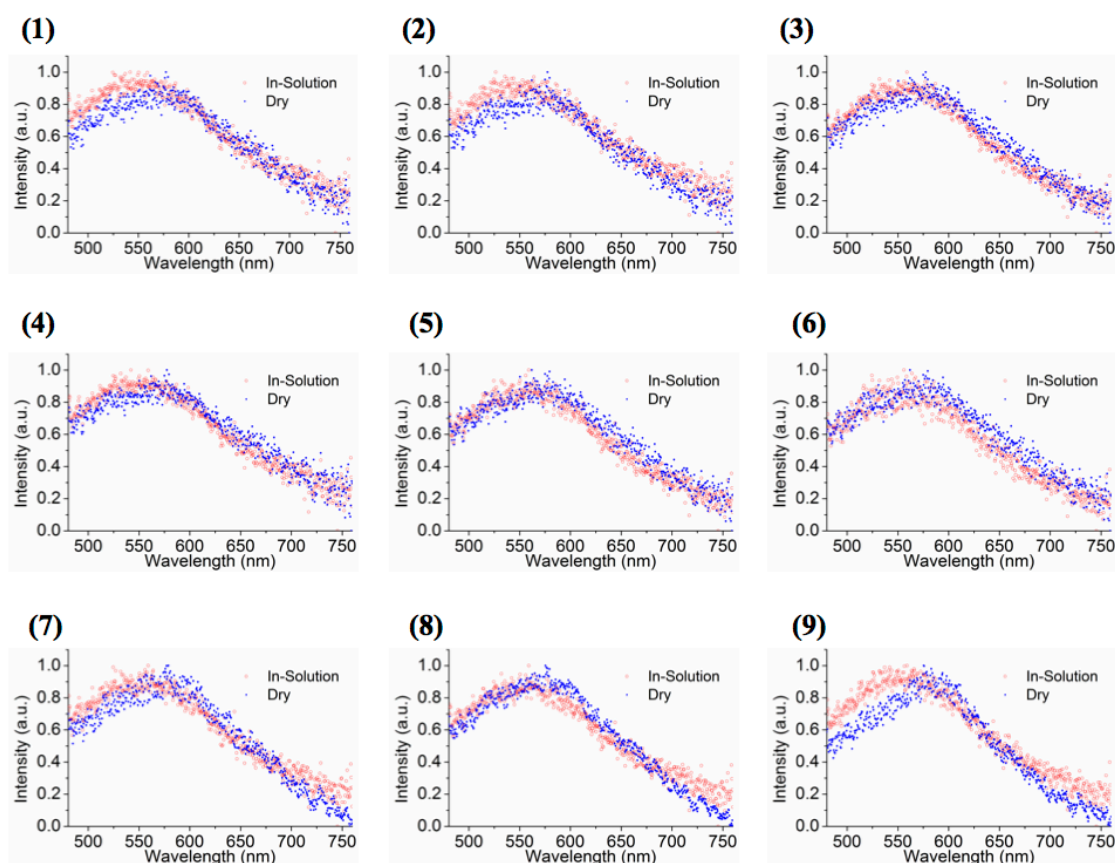 (1) (2) (3)
1.0 In-Solution 1.0 In-Solution 1.0 In-Solution
0.8 Dry 0.8 Dry 0.8 Dry
0.6 0.6 0.6
0.4 0.4 0.4
0.2 0.2 0.2
0.0 0.0 0.0
Intensity (a.u.) Intensity (a.u.) Intensity (a.u.)
500 550 600 650 700 750 500 550 600 650 700 750 500 550 600 650 700 750
Wavelength (nm) Wavelength (nm) Wavelength (nm)
(4) (5) (6)
1.0 In-Solution 1.0 In-Solution 1.0 In-Solution
0.8 Dry 0.8 Dry 0.8 Dry
0.6 0.6 0.6
0.4 0.4 0.4
0.2 0.2 0.2
0.0 0.0 0.0
Intensity (a.u.) Intensity (a.u.) Intensity (a.u.)
500 550 600 650 700 750 500 550 600 650 700 750 500 550 600 650 700 750
Wavelength (nm) Wavelength (nm) Wavelength (nm)
(7) (8) (9)
1.0 In-Solution 1.0 In-Solution 1.0 In-Solution
0.8 Dry 0.8 Dry 0.8 Dry
0.6 0.6 0.6
0.4 0.4 0.4
0.2 0.2 0.2
0.0 0.0 0.0
Intensity (a.u.) Intensity (a.u.) Intensity (a.u.)
500 550 600 650 700 750 500 550 600 650 700 750 500 550 600 650 700 750
Wavelength (nm) Wavelength (nm) Wavelength (nm)